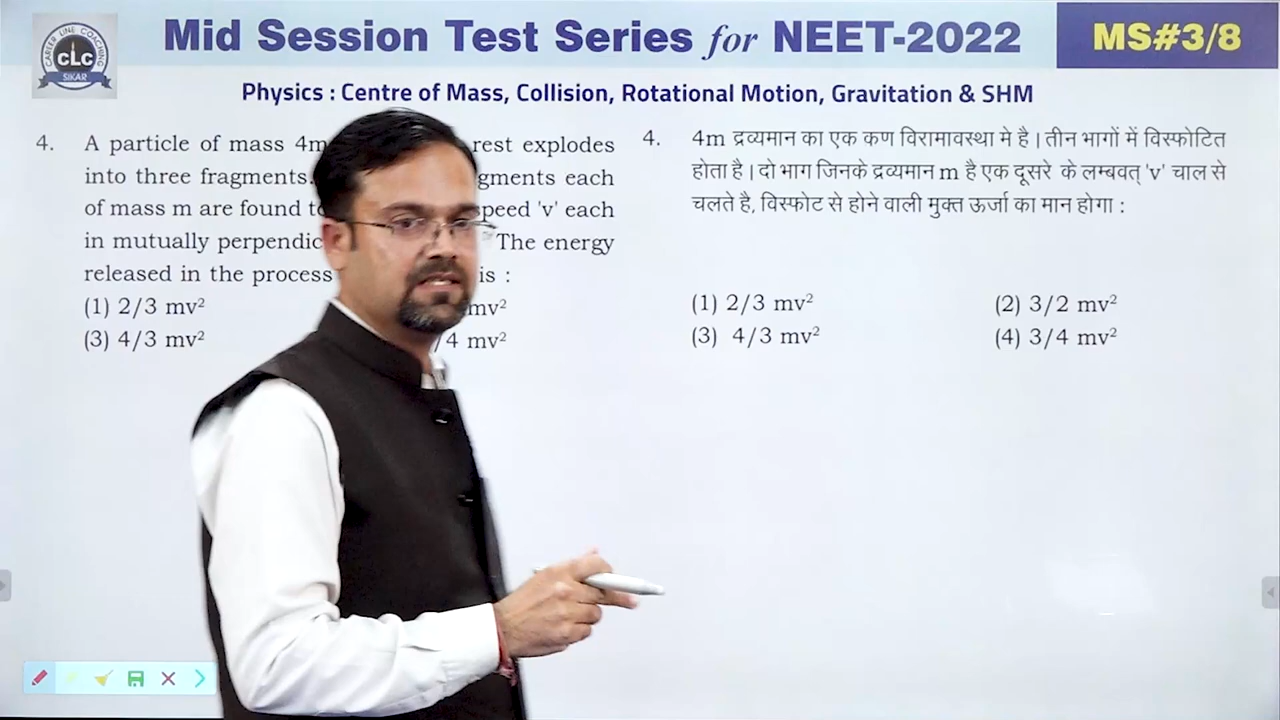 CAREER LINE COACHING
CLC
SIKAR
Mid Session Test Series for NEET-2022
MS#3/8
Physics : Centre of Mass, Collision, Rotational Motion, Gravitation & SHM
4. A particle of mass 4m rest explodes
into three fragments. gments each
of mass m are found speed 'v' each
in mutually perpendic The energy
released in the process is :
(1) 2/3 mv² mv²
(3) 4/3 mv² /4 mv²
4. 4m द्रव्यमान का एक कण विरामावस्था मे है। तीन भागों में विस्फोटित
होता है। दो भाग जिनके द्रव्यमान m है एक दूसरे के लम्बवत् 'v' चाल से
चलते है, विस्फोट से होने वाली मुक्त ऊर्जा का मान होगा :
(1) 2/3 mv² (2) 3/2 mv²
(3) 4/3 mv² (4) 3/4 mv²